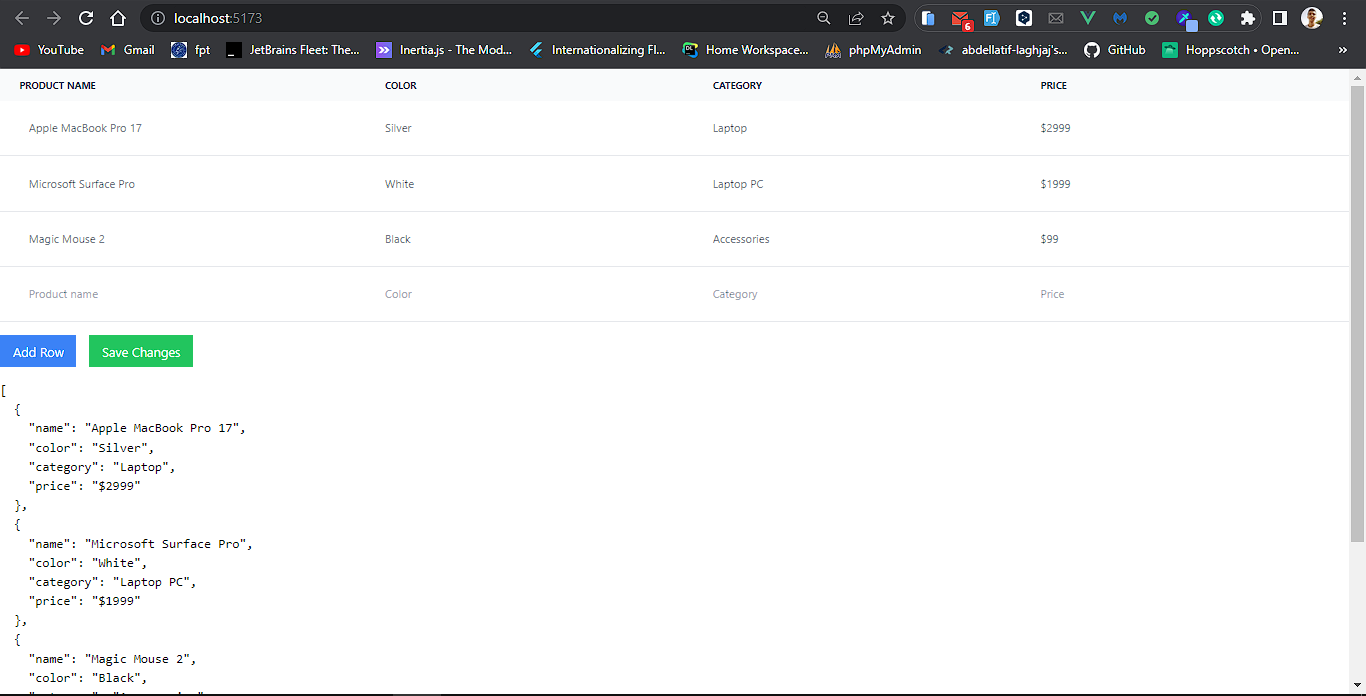 localhost:5173
6
YouTube Gmail fpt JetBrains Fleet: The... Inertia.js - The Mod... Internationalizing Fl... Home Workspace... phpMyAdmin abdellatif-laghjaj's... GitHub Hoppscotch • Open... »
PRODUCT NAME COLOR CATEGORY PRICE
Apple MacBook Pro 17 Silver Laptop $2999
Microsoft Surface Pro White Laptop PC $1999
Magic Mouse 2 Black Accessories $99
Product name Color Category Price
Add Row Save Changes
[
{
"name": "Apple MacBook Pro 17",
"color": "Silver",
"category": "Laptop",
"price": "$2999"
},
{
"name": "Microsoft Surface Pro",
"color": "White",
"category": "Laptop PC",
"price": "$1999"
},
{
"name": "Magic Mouse 2",
"color": "Black",